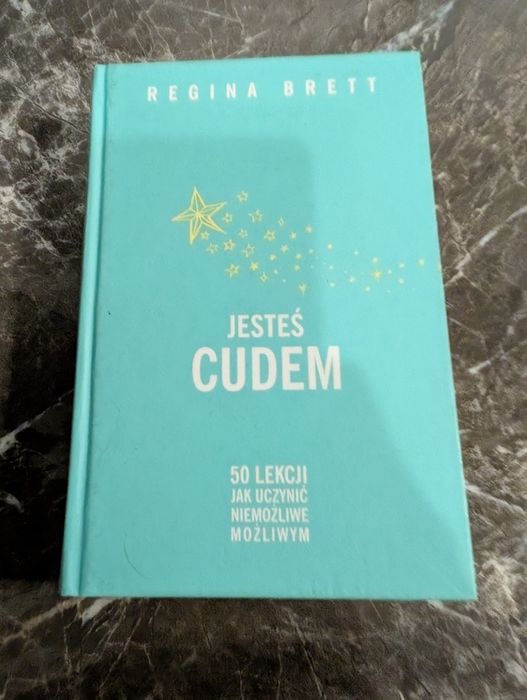 REGINA BRETT
JESTEŚ
CUDEM
50 LEKCJI
JAK UCZYNIĆ
NIEMOŻLIWE
MOŻLIWYM